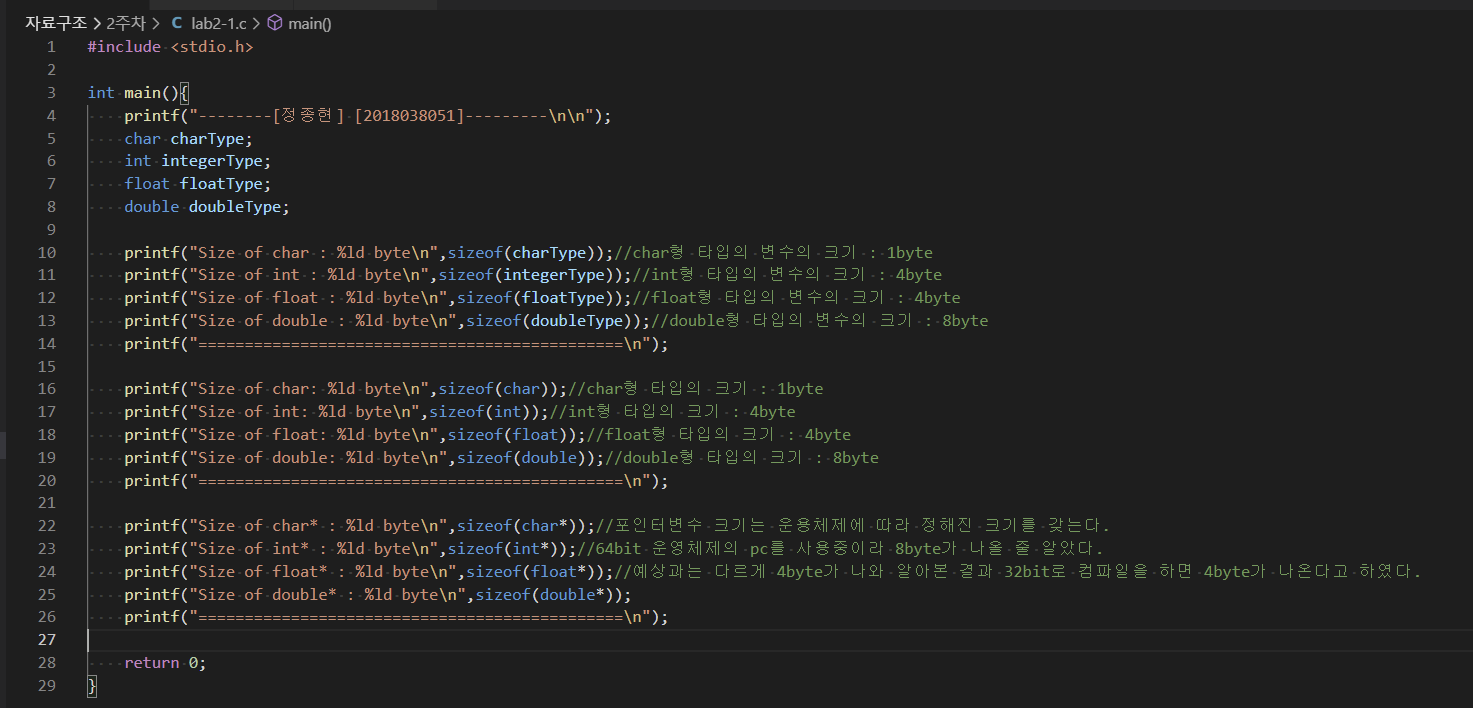 자료구조 > 2주차 > C lab2-1.c > main()
1 #include <stdio.h>
2
3 int main(){
4     printf("--------[정종현] [2018038051]---------\n\n");
5     char charType;
6     int integerType;
7     float floatType;
8     double doubleType;
9
10     printf("Size of char : %ld byte\n",sizeof(charType));//char형 타입의 변수의 크기 : 1byte
11     printf("Size of int : %ld byte\n",sizeof(integerType));//int형 타입의 변수의 크기 : 4byte
12     printf("Size of float : %ld byte\n",sizeof(floatType));//float형 타입의 변수의 크기 : 4byte
13     printf("Size of double : %ld byte\n",sizeof(doubleType));//double형 타입의 변수의 크기 : 8byte
14     printf("==============================================\n");
15
16     printf("Size of char: %ld byte\n",sizeof(char));//char형 타입의 크기 : 1byte
17     printf("Size of int: %ld byte\n",sizeof(int));//int형 타입의 크기 : 4byte
18     printf("Size of float: %ld byte\n",sizeof(float));//float형 타입의 크기 : 4byte
19     printf("Size of double: %ld byte\n",sizeof(double));//double형 타입의 크기 : 8byte
20     printf("==============================================\n");
21
22     printf("Size of char* : %ld byte\n",sizeof(char*));//포인터변수 크기는 운용체제에 따라 정해진 크기를 갖는다.
23     printf("Size of int* : %ld byte\n",sizeof(int*));//64bit 운영체제의 pc를 사용중이라 8byte가 나올 줄 알았다.
24     printf("Size of float* : %ld byte\n",sizeof(float*));//예상과는 다르게 4byte가 나와 알아본 결과 32bit로 컴파일을 하면 4byte가 나온다고 하였다.
25     printf("Size of double* : %ld byte\n",sizeof(double*));
26     printf("==============================================\n");
27
28     return 0;
29 }